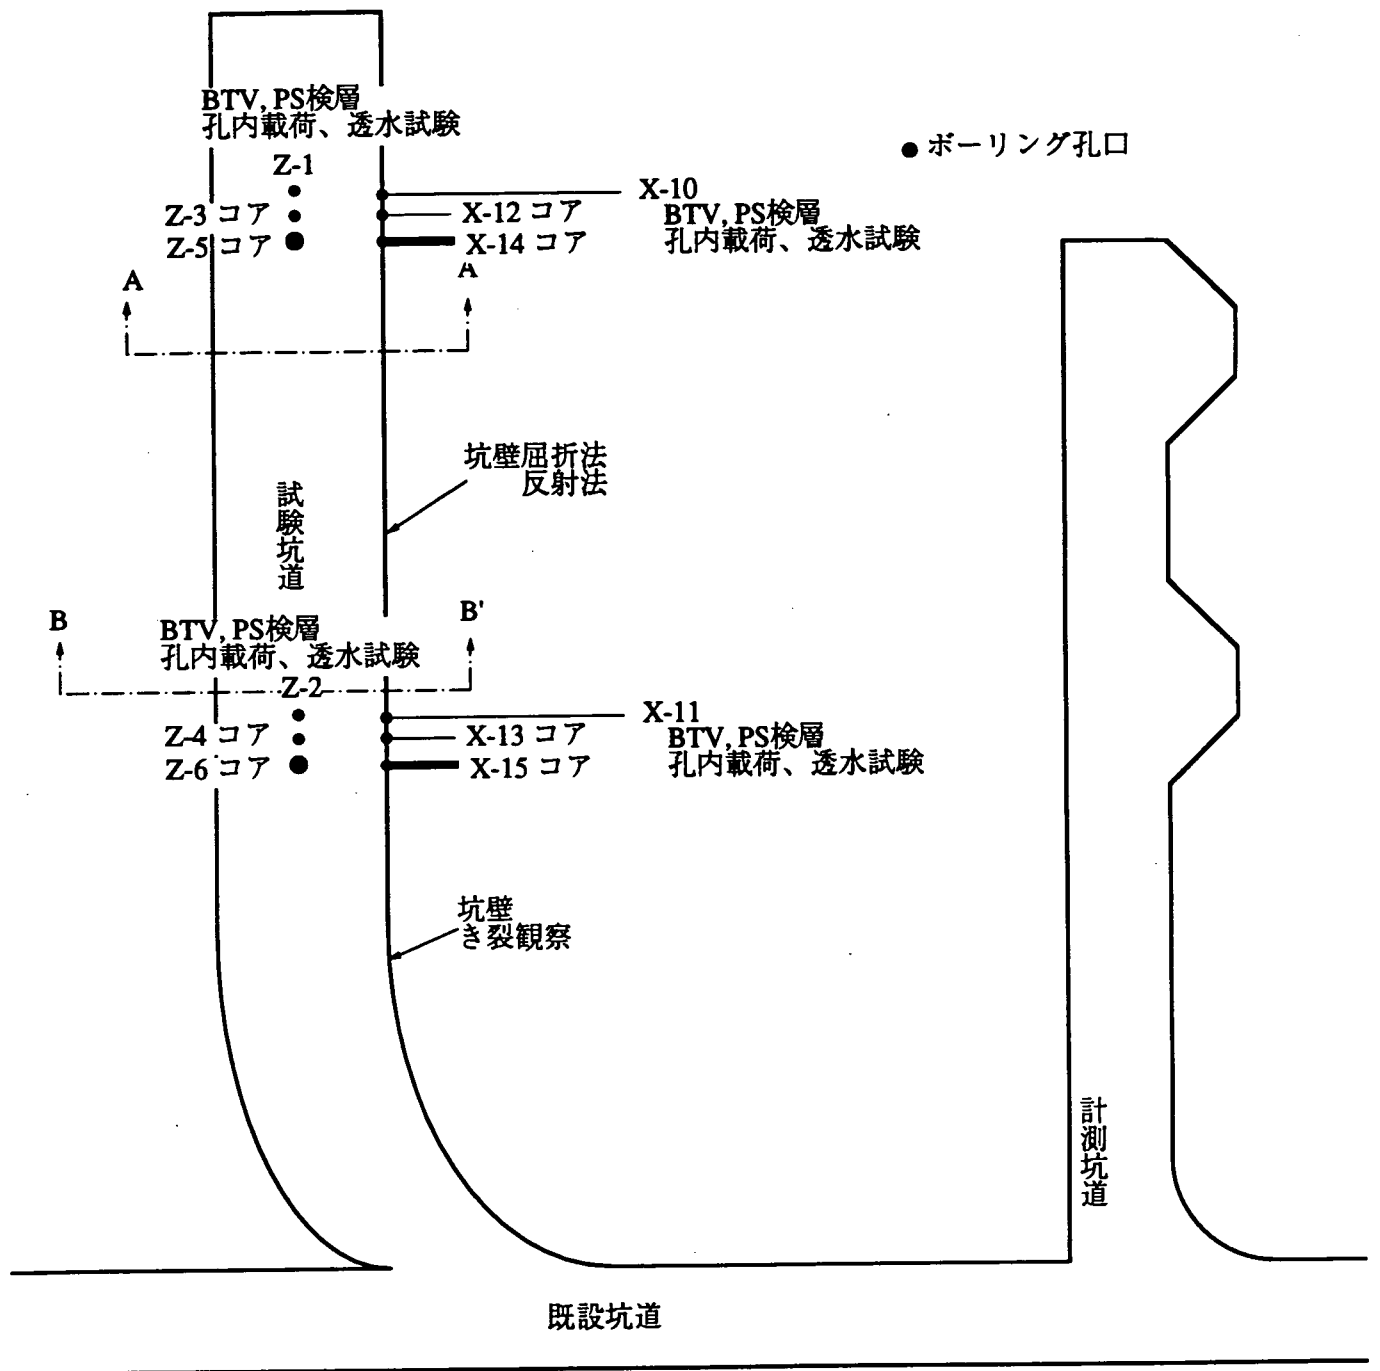 BTV, PS検層
孔内載荷、透水試験
● ボーリング孔口
Z-1
X-10
Z-3 コア
X-12 コア
BTV, PS検層
Z-5 コア
X-14 コア
孔内載荷、透水試験
A
A
坑壁屈折法
反射法
試験坑道
B
B'
BTV, PS検層
孔内載荷、透水試験
Z-2
X-11
Z-4 コア
X-13 コア
BTV, PS検層
Z-6 コア
X-15 コア
孔内載荷、透水試験
坑壁
き裂観察
計測坑道
既設坑道